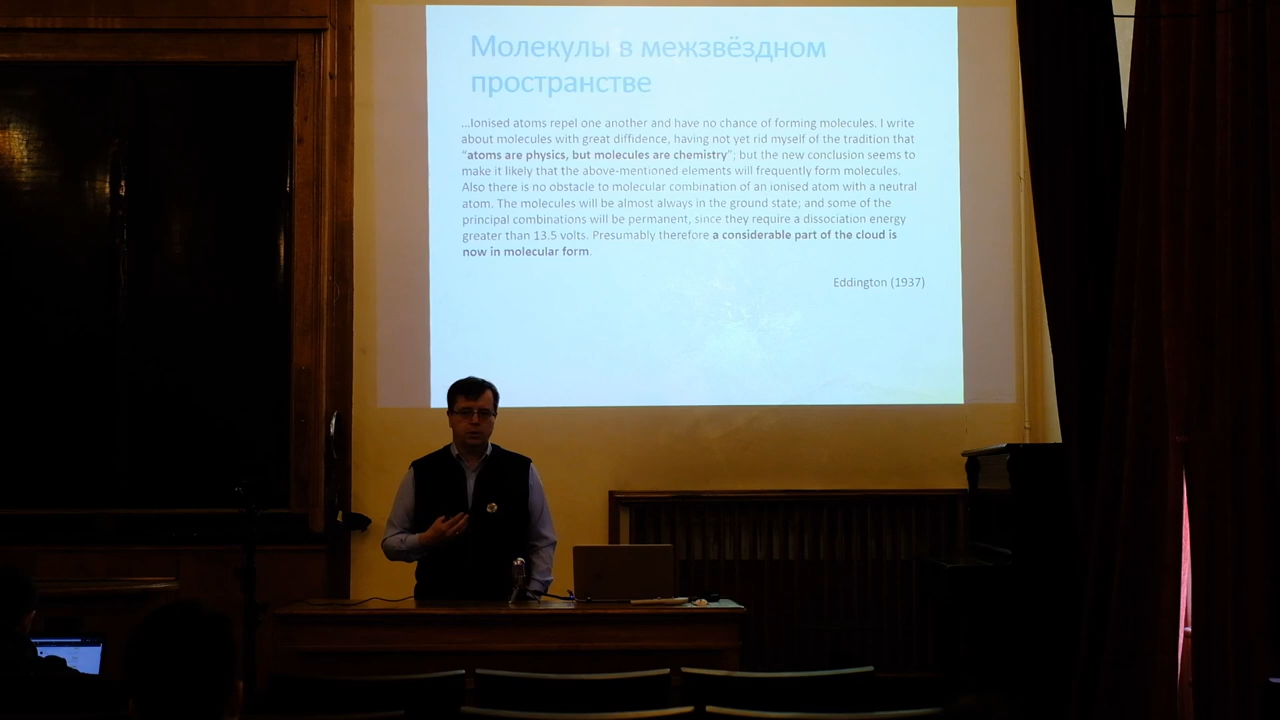 Молекулы в межзвёздном
пространстве
...Ionised atoms repel one another and have no chance of forming molecules. I write
about molecules with great diffidence, having not yet rid myself of the tradition that
“atoms are physics, but molecules are chemistry”; but the new conclusion seems to
make it likely that the above-mentioned elements will frequently form molecules.
Also there is no obstacle to molecular combination of an ionised atom with a neutral
atom. The molecules will be almost always in the ground state; and some of the
principal combinations will be permanent, since they require a dissociation energy
greater than 13.5 volts. Presumably therefore a considerable part of the cloud is
now in molecular form.
Eddington (1937)